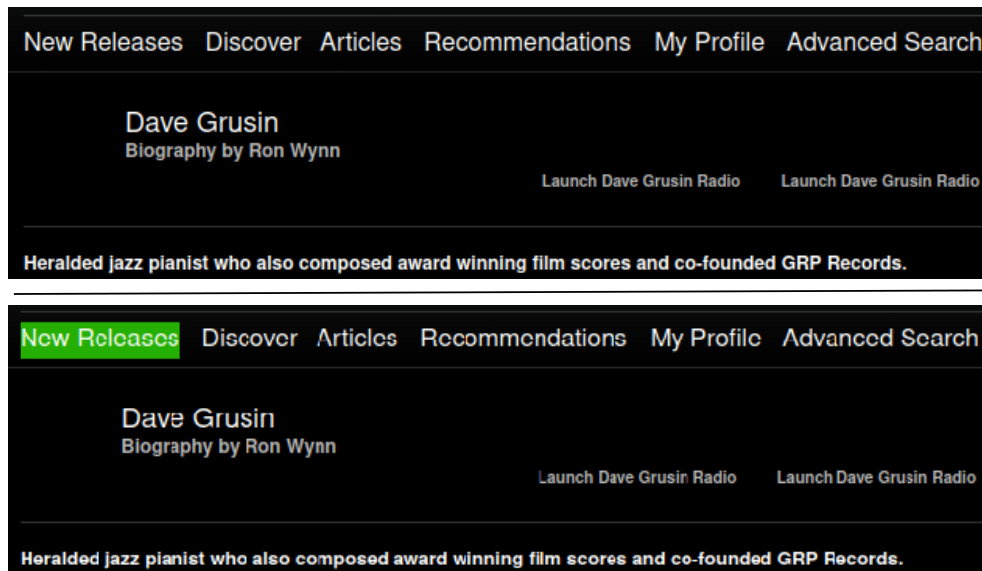 New Releases Discover Articles Recommendations My Profile Advanced Search
Dave Grusin
Biography by Ron Wynn
Launch Dave Grusin Radio Launch Dave Grusin Radio
Heralded jazz pianist who also composed award winning film scores and co-founded GRP Records.
New Releases Discover Articles Recommendations My Profile Advanced Search
Dave Grusin
Biography by Ron Wynn
Launch Dave Grusin Radio Launch Dave Grusin Radio
Heralded jazz pianist who also composed award winning film scores and co-founded GRP Records.